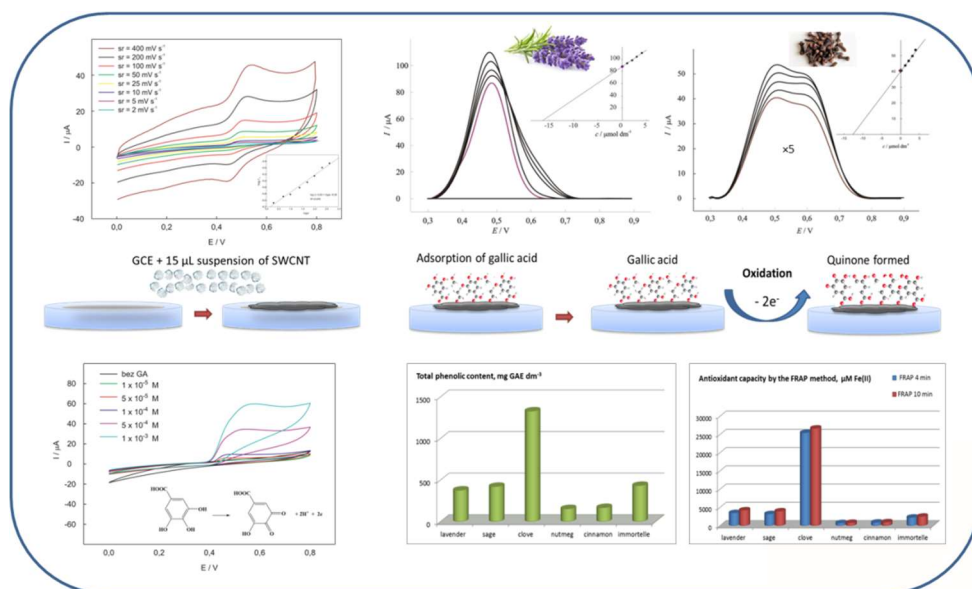 sr = 400 mV s⁻¹
sr = 200 mV s⁻¹
sr = 100 mV s⁻¹
sr = 50 mV s⁻¹
sr = 25 mV s⁻¹
sr = 10 mV s⁻¹
sr = 5 mV s⁻¹
sr = 2 mV s⁻¹
I / μA
40
20
0
-20
-40
0,0 0,2 0,4 0,6 0,8
E / V
I / μA
100
80
60
40
20
0
0,3 0,4 0,5 0,6 0,7 0,8 0,9
E / V
100
80
60
40
20
-15 -10 -5 0 5
c / μmol dm⁻³
I / μA
50
40
30
20
10
0
×5
0,3 0,4 0,5 0,6 0,7 0,8 0,9
E / V
-15 -10 -5 0 5
c / μmol dm⁻³
GCE + 15 μL suspension of SWCNT
Adsorption of gallic acid
Gallic acid
Oxidation
- 2e⁻
Quinone formed
bez GA
1 x 10⁻⁵ M
5 x 10⁻⁵ M
1 x 10⁻⁴ M
5 x 10⁻⁴ M
1 x 10⁻³ M
I / μA
60
40
20
0
-20
-40
-60
HOOC
OH
HO
OH
HOOC
O
HO
O
+ 2H⁺ + 2e
0,0 0,2 0,4 0,6 0,8
E / V
Total phenolic content, mg GAE dm⁻³
1500
1000
500
0
lavender sage clove nutmeg cinnamon immortelle
Antioxidant capacity by the FRAP method, μM Fe(II)
FRAP 4 min
FRAP 10 min
30000
25000
20000
15000
10000
5000
0
lavender sage clove nutmeg cinnamon immortelle